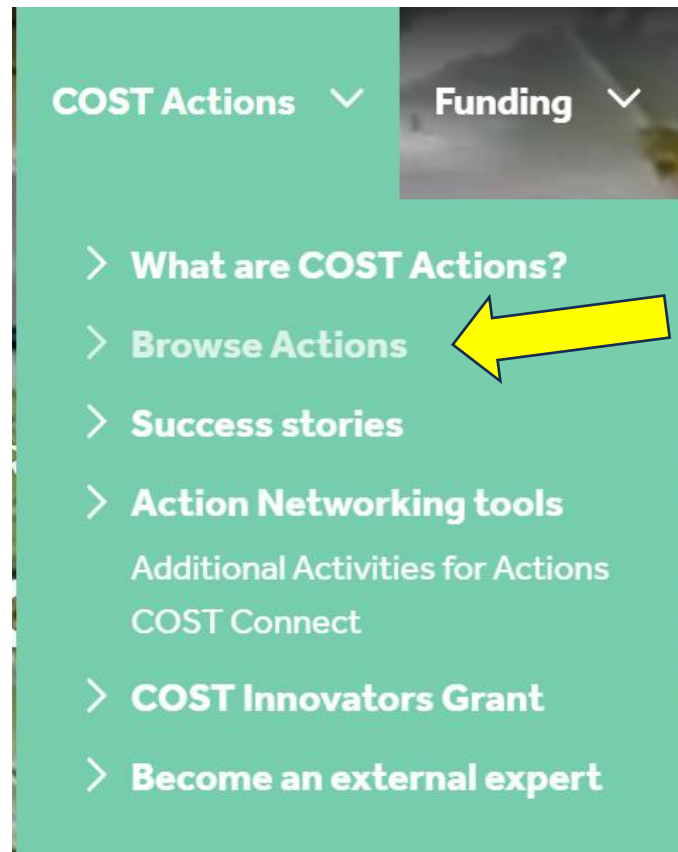 COST Actions
Funding
What are COST Actions?
Browse Actions
Success stories
Action Networking tools
Additional Activities for Actions
COST Connect
COST Innovators Grant
Become an external expert